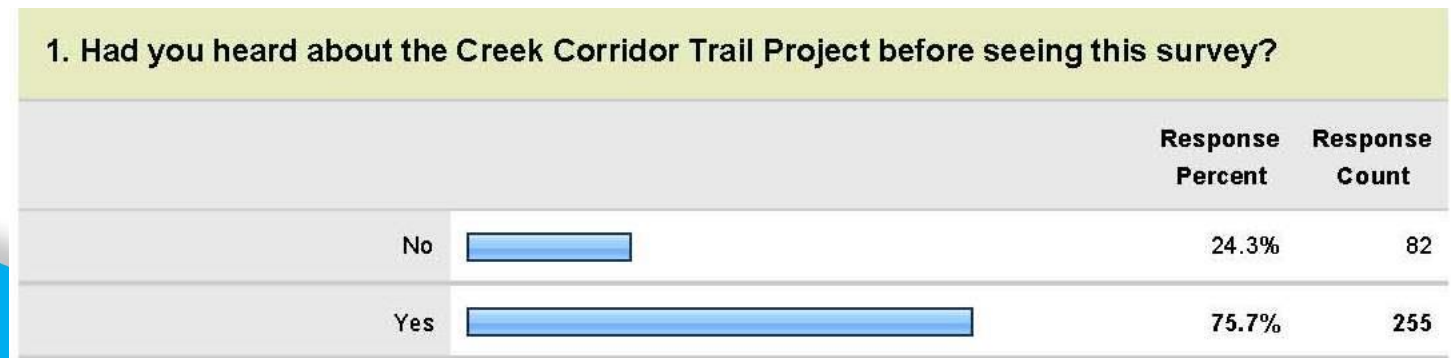 1. Had you heard about the Creek Corridor Trail Project before seeing this survey?
Response Percent Response Count
No 24.3% 82
Yes 75.7% 255